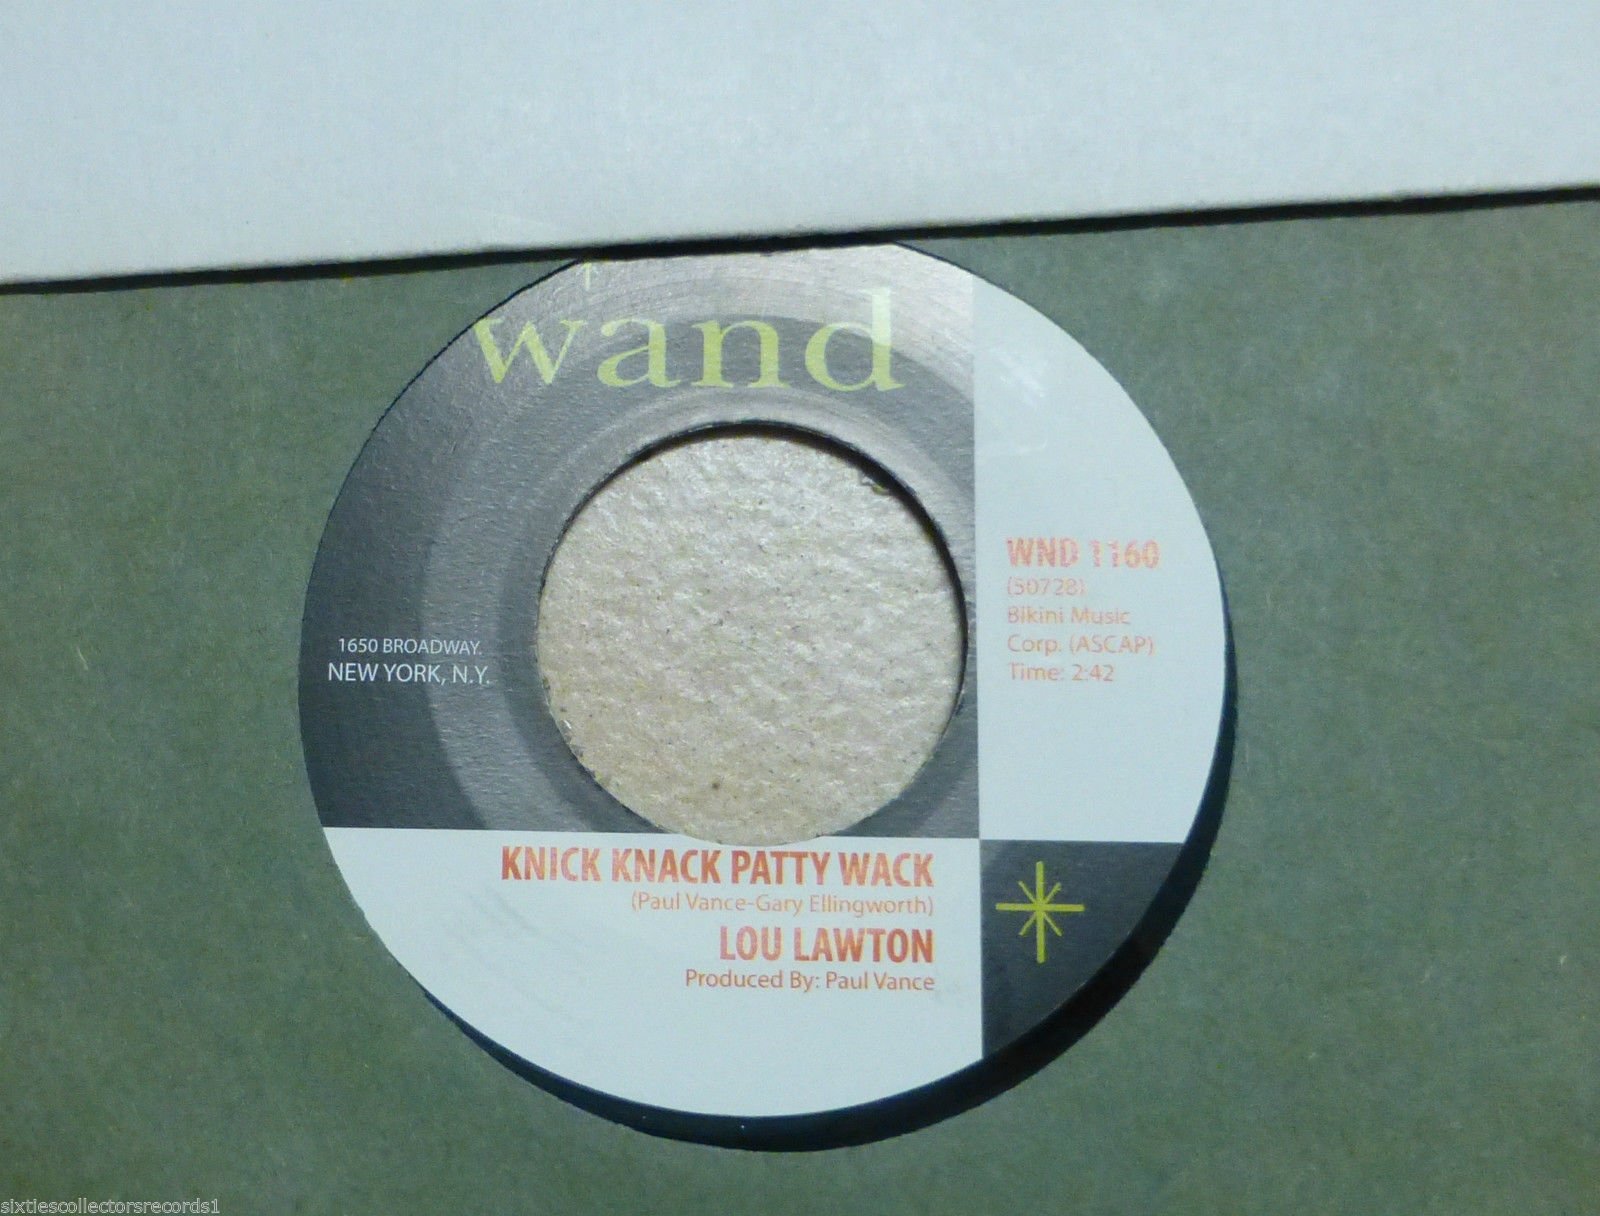 wand
1650 BROADWAY.
NEW YORK, N.Y.
WND 1160
(50728)
Bikini Music
Corp. (ASCAP)
Time: 2:42
KNICK KNACK PATTY WACK
(Paul Vance-Gary Ellingworth)
LOU LAWTON
Produced By: Paul Vance
sixtiescollectorsrecords1